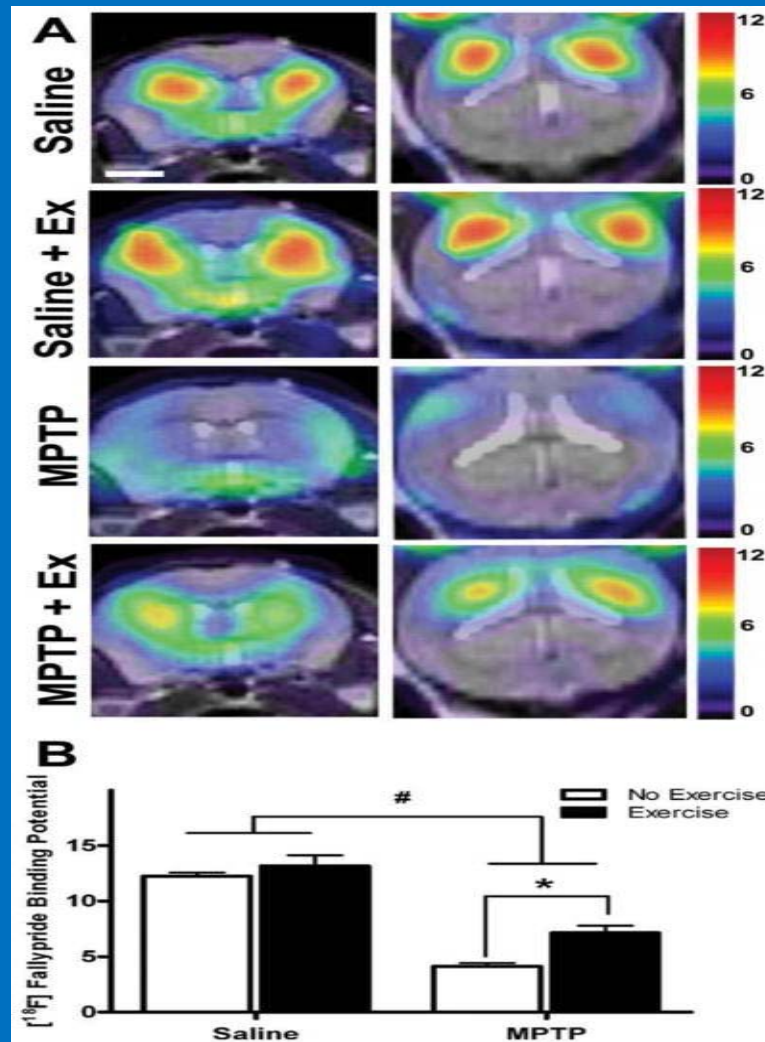 A
Saline
12
6
0
Saline + Ex
12
6
0
MPTP
12
6
0
MPTP + Ex
12
6
0
B
[¹⁸F] Fallypride Binding Potential
15
10
5
0
#
*
No Exercise
Exercise
Saline
MPTP